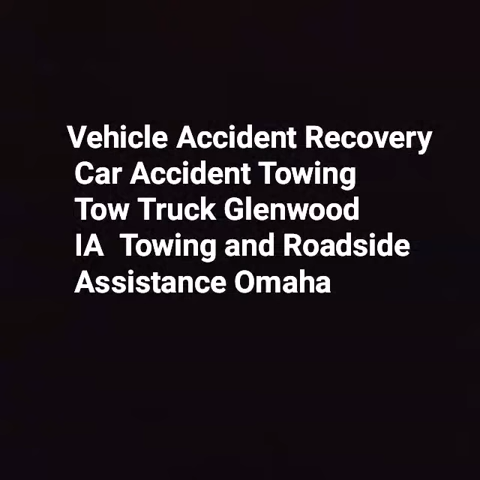 Vehicle Accident Recovery
Car Accident Towing
Tow Truck Glenwood
IA  Towing and Roadside
Assistance Omaha